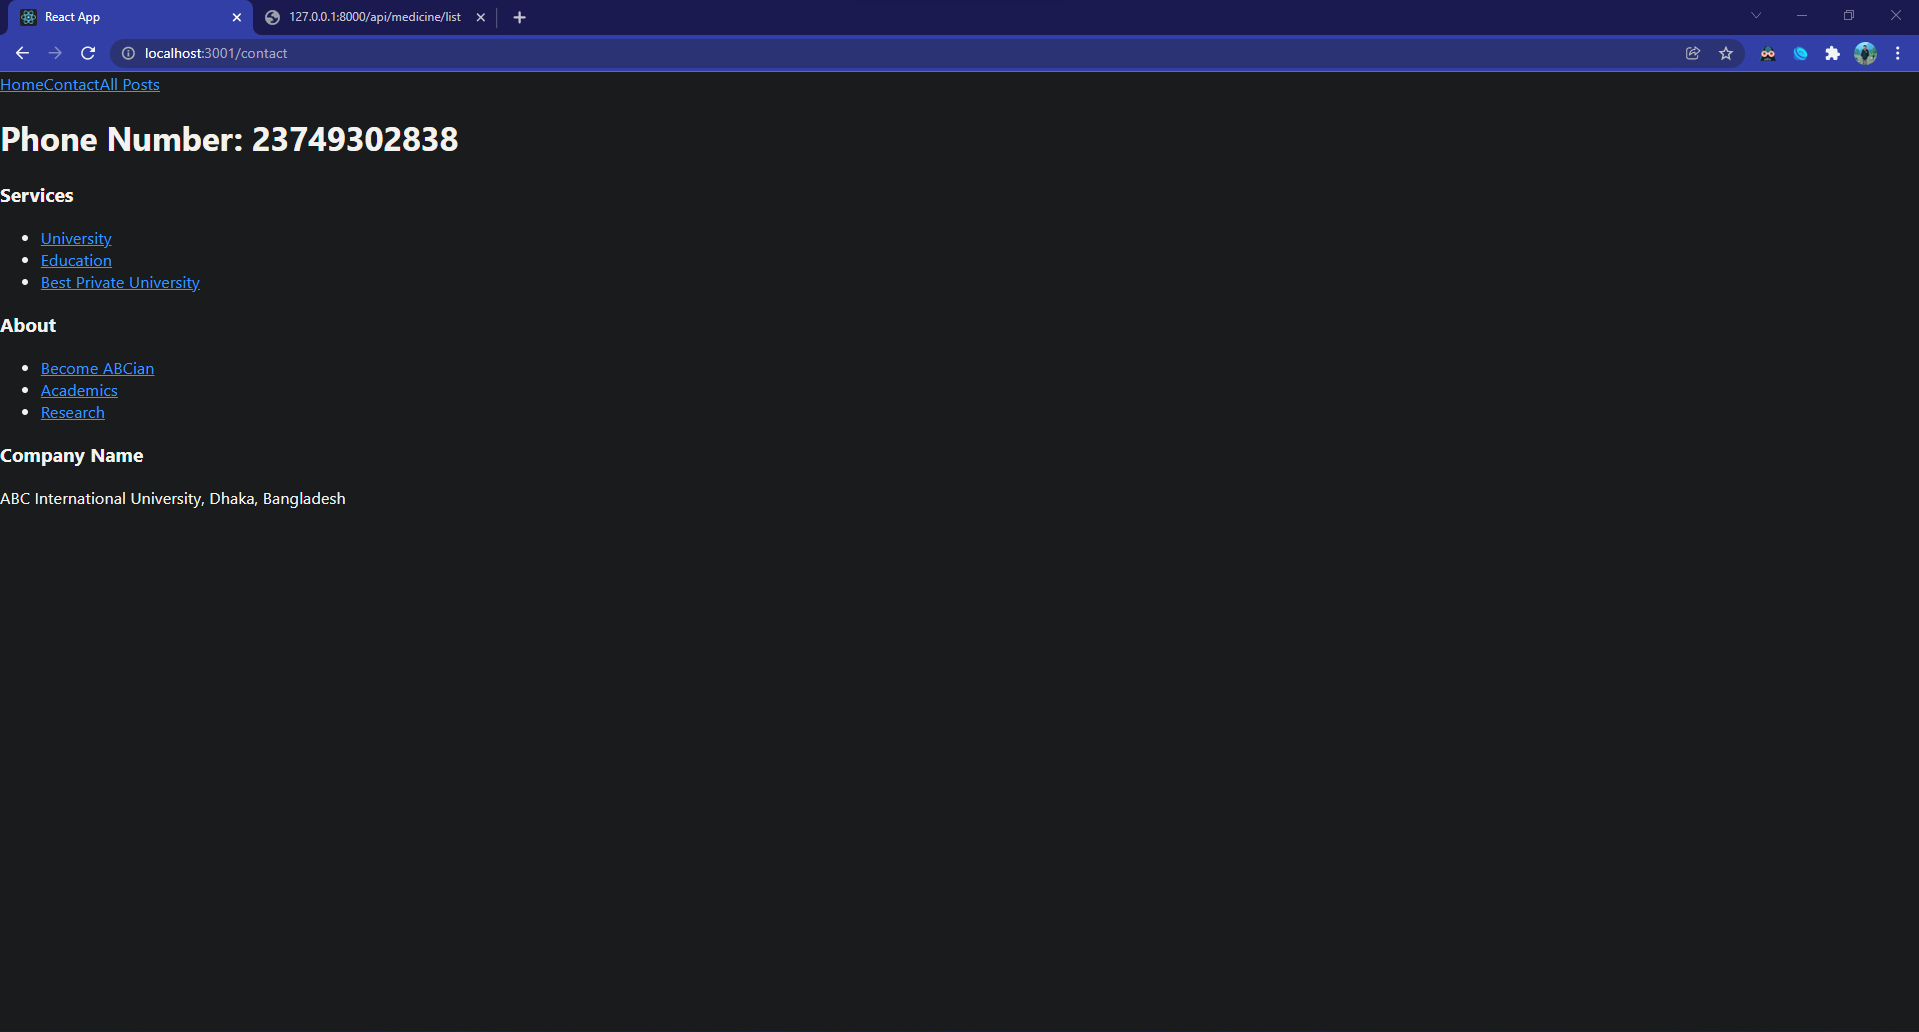 React App
127.0.0.1:8000/api/medicine/list
localhost:3001/contact
HomeContactAll Posts
Phone Number: 23749302838
Services
University
Education
Best Private University
About
Become ABCian
Academics
Research
Company Name
ABC International University, Dhaka, Bangladesh